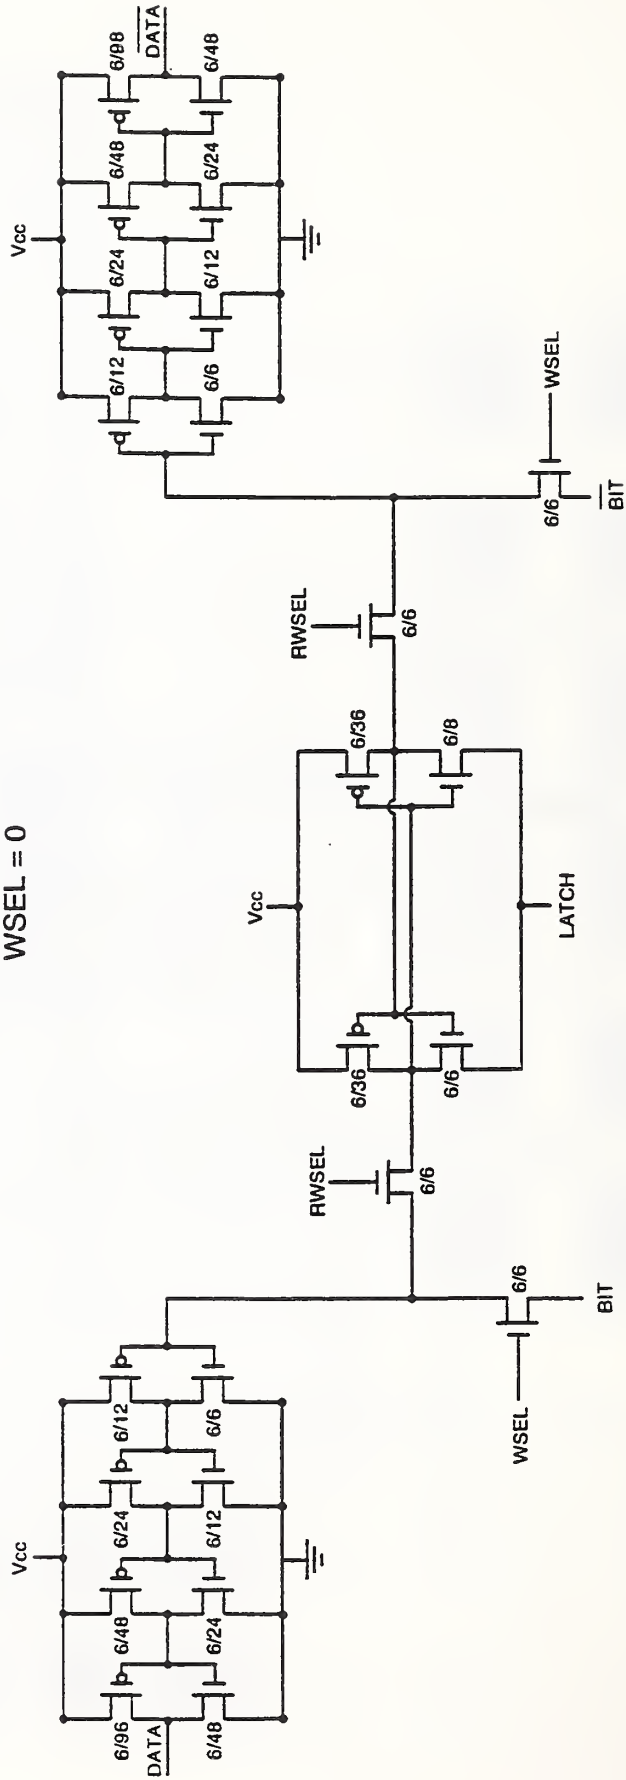 WSEL = 0
Vcc
6/98
DATA
6/48
6/48
6/24
6/24
6/12
6/12
6/6
WSEL
6/6
BIT
RWSEL
6/6
Vcc
6/36
6/8
6/36
6/6
LATCH
RWSEL
6/6
6/6
BIT
WSEL
Vcc
6/12
6/6
6/24
6/12
6/48
6/24
6/96
DATA
6/48